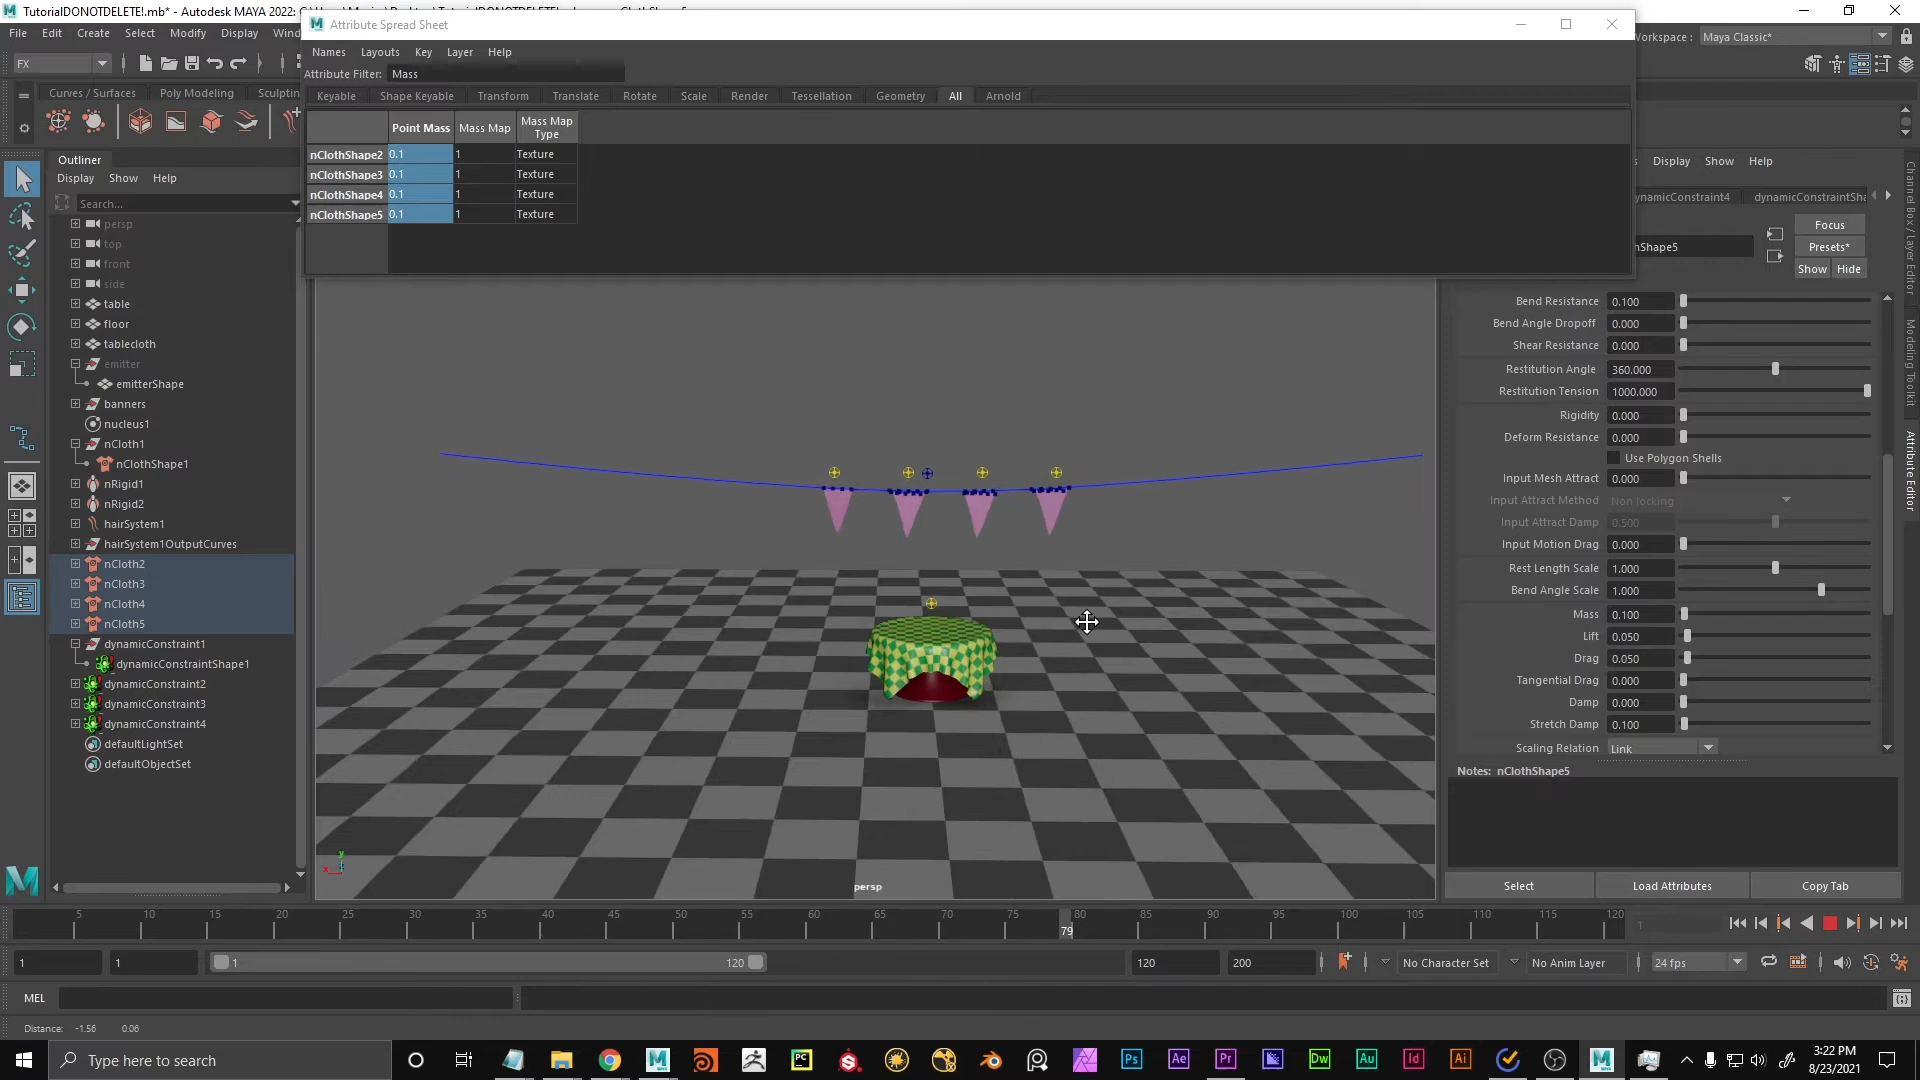 TutorialDONOTDELETE!.mb* - Autodesk MAYA 2022:
Attribute Spread Sheet
File Edit Create Select Modify Display
Names Layouts Key Layer Help
Workspace : Maya Classic*
FX
Attribute Filter: Mass
Curves / Surfaces Poly Modeling
Keyable Shape Keyable Transform Translate Rotate Scale Render Tessellation Geometry All Arnold
Point Mass Mass Map Mass Map Type
nClothShape2 0.1 1 Texture
nClothShape3 0.1 1 Texture
nClothShape4 0.1 1 Texture
nClothShape5 0.1 1 Texture
Outliner
Display Show Help
Search...
persp
top
front
side
table
floor
tablecloth
emitter
emitterShape
banners
nucleus1
nCloth1
nClothShape1
nRigid1
nRigid2
hairSystem1
hairSystem1OutputCurves
nCloth2
nCloth3
nCloth4
nCloth5
dynamicConstraint1
dynamicConstraintShape1
dynamicConstraint2
dynamicConstraint3
dynamicConstraint4
defaultLightSet
defaultObjectSet
persp
Display Show Help
Focus
Presets*
Show Hide
Bend Resistance 0.100
Bend Angle Dropoff 0.000
Shear Resistance 0.000
Restitution Angle 360.000
Restitution Tension 1000.000
Rigidity 0.000
Deform Resistance 0.000
Use Polygon Shells
Input Mesh Attract 0.000
Input Attract Method Non locking
Input Attract Damp 0.500
Input Motion Drag 0.000
Rest Length Scale 1.000
Bend Angle Scale 1.000
Mass 0.100
Lift 0.050
Drag 0.050
Tangential Drag 0.000
Damp 0.000
Stretch Damp 0.100
Scaling Relation Link
Notes: nClothShape5
Select Load Attributes Copy Tab
Channel Box / Layer Editor
Modeling Toolkit
Attribute Editor
5 10 15 20 25 30 35 40 45 50 55 60 65 70 75 80 85 90 95 100 105 110 115 120
79
1
1 1 1 120 120 200 No Character Set No Anim Layer 24 fps
MEL
Distance: -1.56 0.06
Type here to search
3:22 PM
8/23/2021